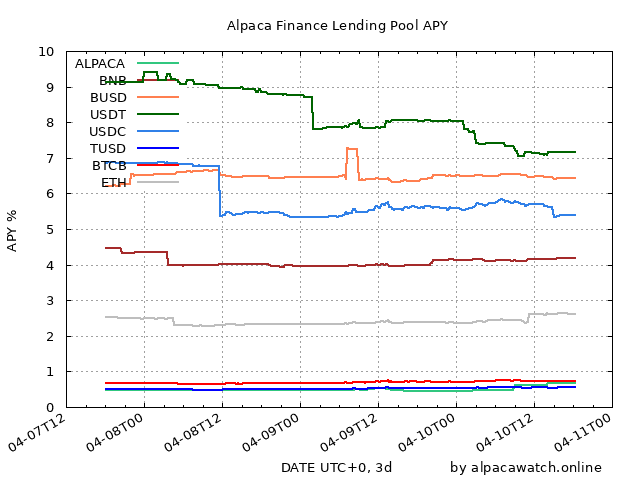 Alpaca Finance Lending Pool APY
10
9
8
7
6
5
4
3
2
1
0
APY %
ALPACA
BNB
BUSD
USDT
USDC
TUSD
BTCB
ETH
04-07T12
04-08T00
04-08T12
04-09T00
04-09T12
04-10T00
04-10T12
04-11T00
DATE UTC+0, 3d
by alpacawatch.online